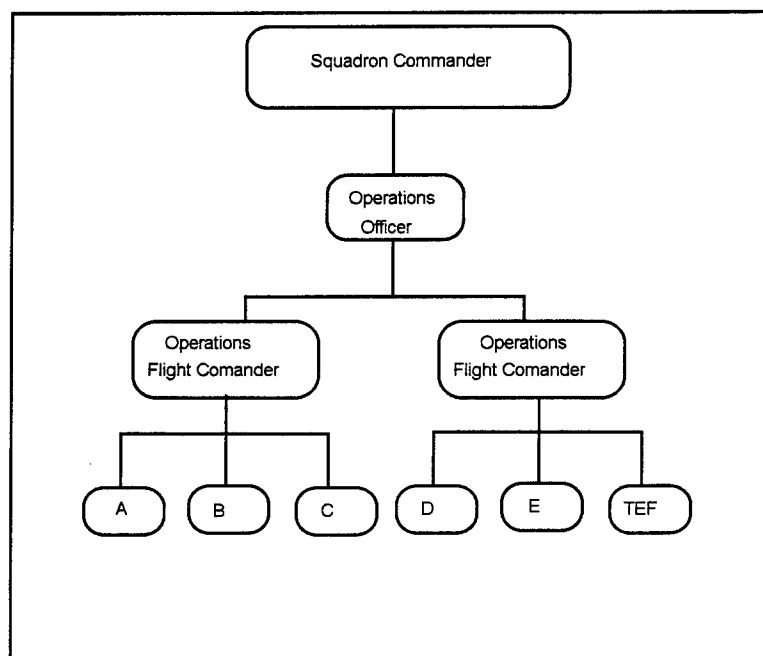 Squadron Commander
Operations
Officer
Operations
Flight Comander
Operations
Flight Comander
A
B
C
D
E
TEF